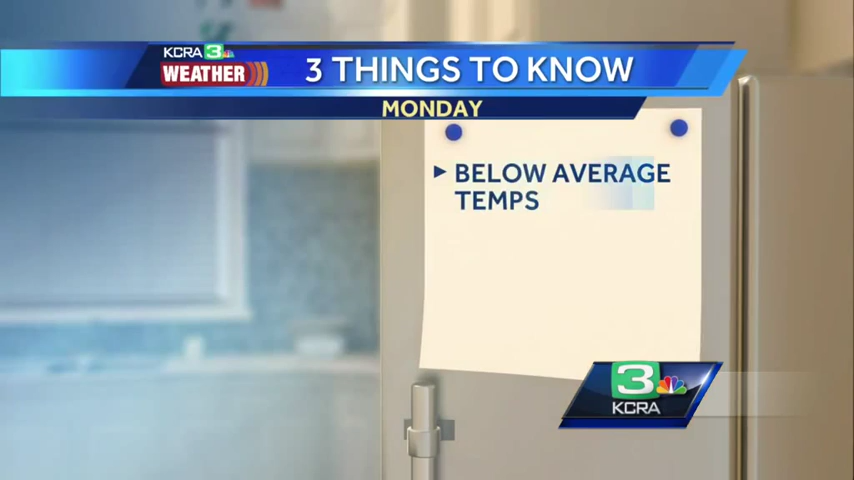 KCRA 3
WEATHER
3 THINGS TO KNOW
MONDAY
BELOW AVERAGE
TEMPS
3
KCRA